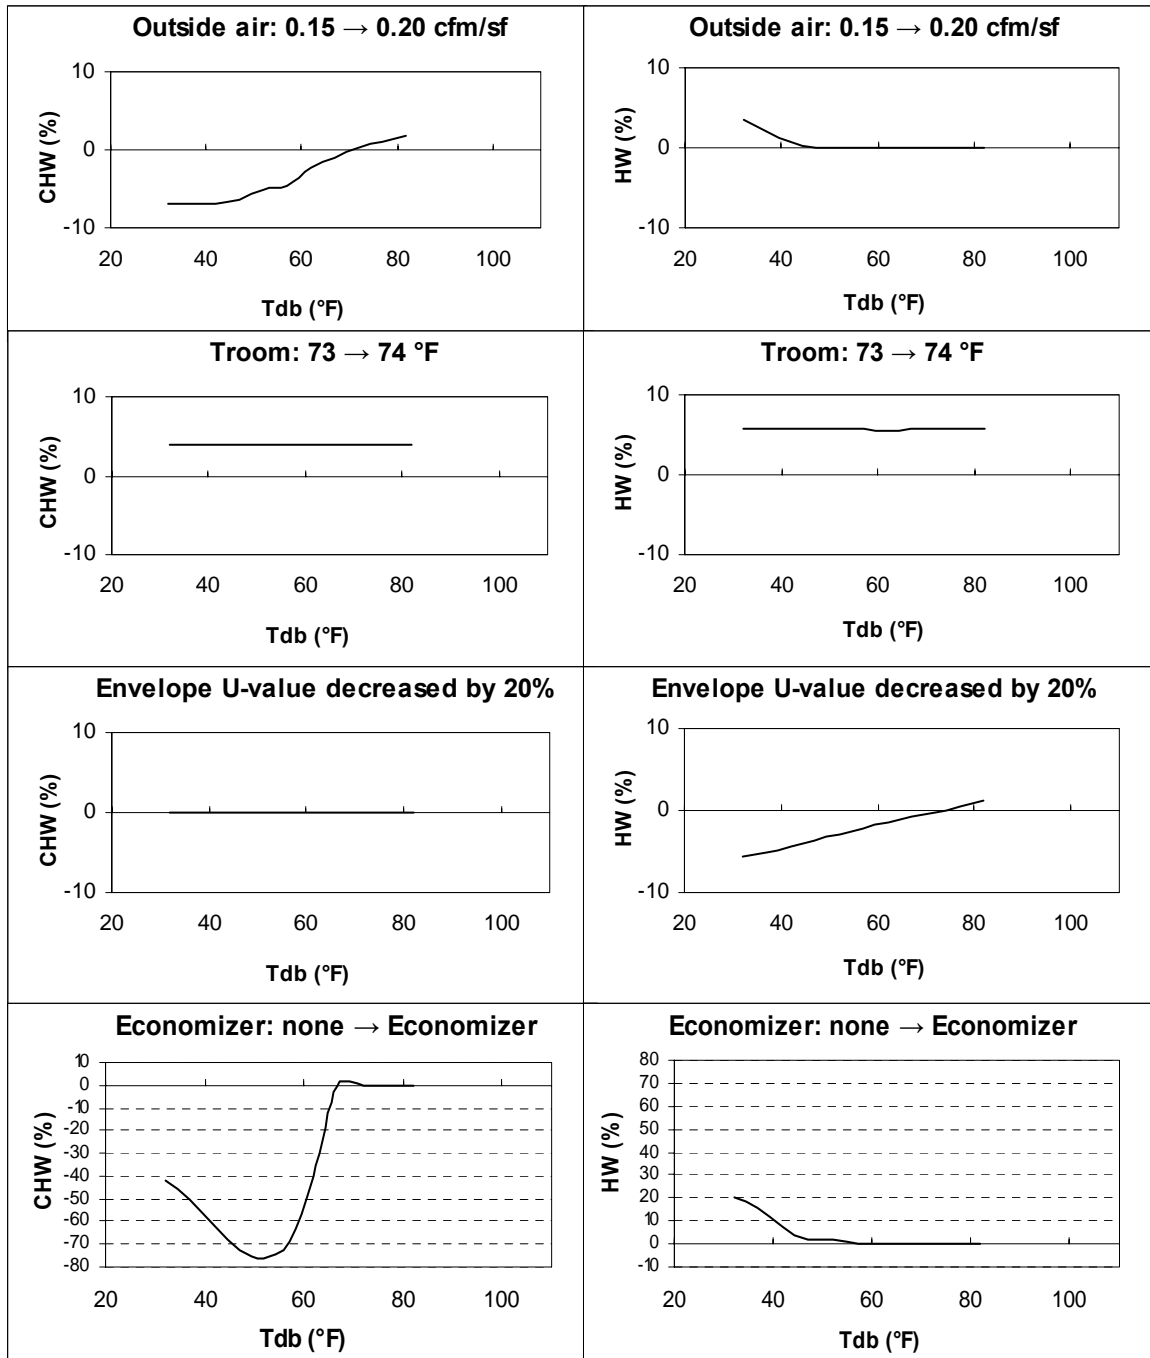 Outside air: 0.15 → 0.20 cfm/sf
10
0
-10
CHW (%)
20 40 60 80 100
Tdb (°F)
Outside air: 0.15 → 0.20 cfm/sf
10
0
-10
HW (%)
20 40 60 80 100
Tdb (°F)
Troom: 73 → 74 °F
10
0
-10
CHW (%)
20 40 60 80 100
Tdb (°F)
Troom: 73 → 74 °F
10
0
-10
HW (%)
20 40 60 80 100
Tdb (°F)
Envelope U-value decreased by 20%
10
0
-10
CHW (%)
20 40 60 80 100
Tdb (°F)
Envelope U-value decreased by 20%
10
0
-10
HW (%)
20 40 60 80 100
Tdb (°F)
Economizer: none → Economizer
10
0
-10
-20
-30
-40
-50
-60
-70
-80
CHW (%)
20 40 60 80 100
Tdb (°F)
Economizer: none → Economizer
80
70
60
50
40
30
20
10
0
-10
HW (%)
20 40 60 80 100
Tdb (°F)